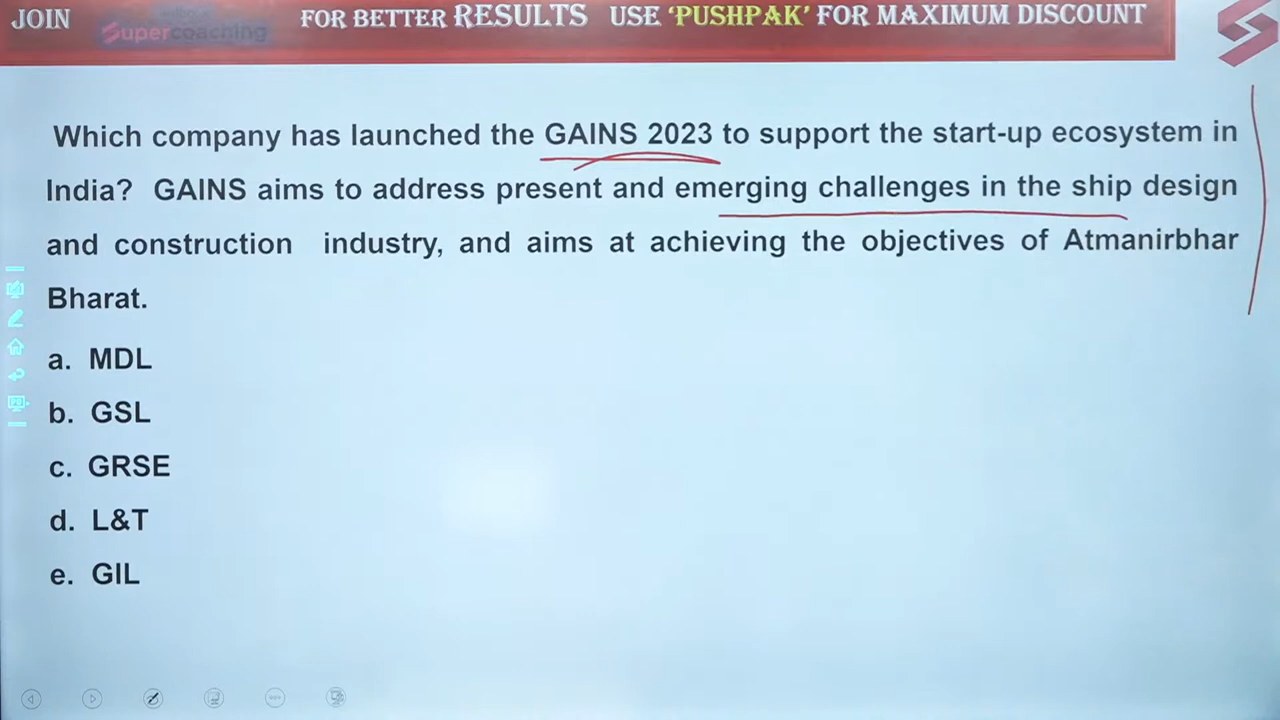 JOIN
Supercoaching
FOR BETTER RESULTS USE ‘PUSHPAK’ FOR MAXIMUM DISCOUNT
Which company has launched the GAINS 2023 to support the start-up ecosystem in
India? GAINS aims to address present and emerging challenges in the ship design
and construction industry, and aims at achieving the objectives of Atmanirbhar
Bharat.
a. MDL
b. GSL
c. GRSE
d. L&T
e. GIL